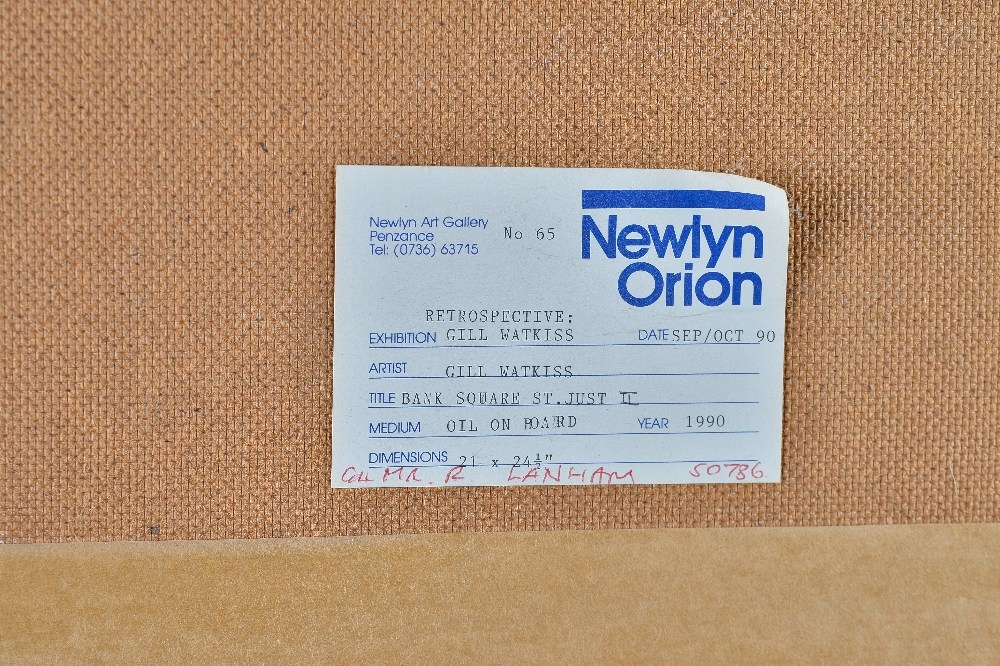 Newlyn Art Gallery
Penzance
Tel: (0736) 63715
No 65
Newlyn
Orion
RETROSPECTIVE:
EXHIBITION GILL WATKISS DATE SEP/OCT 90
ARTIST GILL WATKISS
TITLE BANK SQUARE ST.JUST II
MEDIUM OIL ON BOARD YEAR 1990
DIMENSIONS 21 x 24½"
MR. R LANHAM 50786